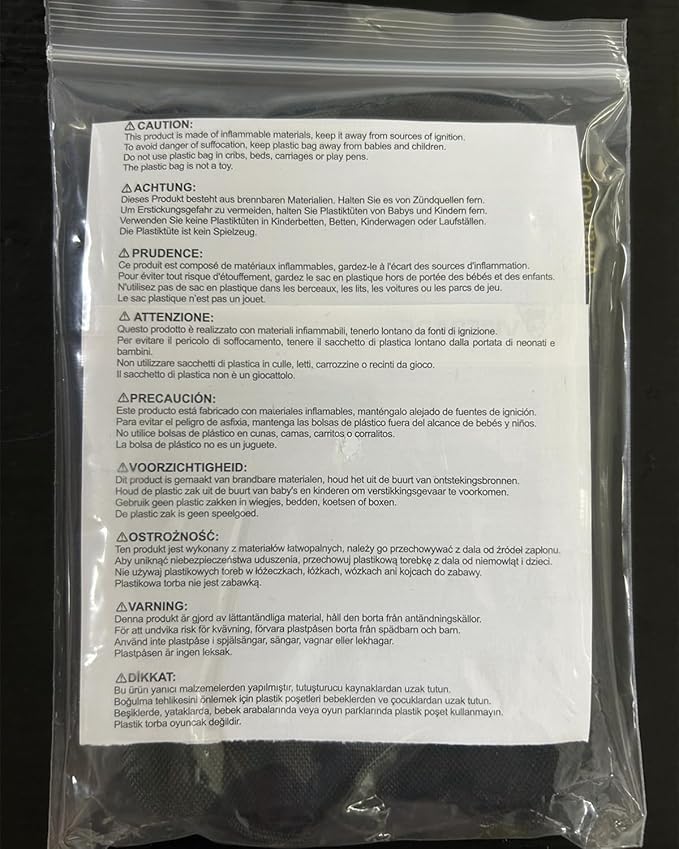 ⚠CAUTION:
This product is made of inflammable materials, keep it away from sources of ignition.
To avoid danger of suffocation, keep plastic bag away from babies and children.
Do not use plastic bag in cribs, beds, carriages or play pens.
The plastic bag is not a toy.
⚠ACHTUNG:
Dieses Produkt besteht aus brennbaren Materialien. Halten Sie es von Zündquellen fern.
Um Erstickungsgefahr zu vermeiden, halten Sie Plastiktüten von Babys und Kindern fern.
Verwenden Sie keine Plastiktüten in Kinderbetten, Betten, Kinderwagen oder Laufställen.
Die Plastiktüte ist kein Spielzeug.
⚠PRUDENCE:
Ce produit est composé de matériaux inflammables, gardez-le à l'écart des sources d'inflammation.
Pour éviter tout risque d'étouffement, gardez le sac en plastique hors de portée des bébés et des enfants.
N'utilisez pas de sac en plastique dans les berceaux, les lits, les voitures ou les parcs de jeu.
Le sac plastique n'est pas un jouet.
⚠ ATTENZIONE:
Questo prodotto è realizzato con materiali infiammabili, tenerlo lontano da fonti di ignizione.
Per evitare il pericolo di soffocamento, tenere il sacchetto di plastica lontano dalla portata di neonati e
bambini.
Non utilizzare sacchetti di plastica in culle, letti, carrozzine o recinti da gioco.
Il sacchetto di plastica non è un giocattolo.
⚠PRECAUCIÓN:
Este producto está fabricado con materiales inflamables, manténgalo alejado de fuentes de ignición.
Para evitar el peligro de asfixia, mantenga las bolsas de plástico fuera del alcance de bebés y niños.
No utilice bolsas de plástico en cunas, camas, carritos o corralitos.
La bolsa de plástico no es un juguete.
⚠VOORZICHTIGHEID:
Dit product is gemaakt van brandbare materialen, houd het uit de buurt van ontstekingsbronnen.
Houd de plastic zak uit de buurt van baby's en kinderen om verstikkingsgevaar te voorkomen.
Gebruik geen plastic zakken in wiegjes, bedden, koetsen of boxen.
De plastic zak is geen speelgoed.
⚠OSTROŻNOŚĆ:
Ten produkt jest wykonany z materiałów łatwopalnych, należy go przechowywać z dala od źródeł zapłonu.
Aby uniknąć niebezpieczeństwa uduszenia, przechowuj plastikową torebkę z dala od niemowląt i dzieci.
Nie używaj plastikowych toreb w łóżeczkach, łóżkach, wózkach ani kojcach do zabawy.
Plastikowa torba nie jest zabawką.
⚠VARNING:
Denna produkt är gjord av lättantändliga material, håll den borta från antändningskällor.
För att undvika risk för kvävning, förvara plastpåsen borta från spädbarn och barn.
Använd inte plastpåse i spjälsängar, sängar, vagnar eller lekhagar.
Plastpåsen är ingen leksak.
⚠DİKKAT:
Bu ürün yanıcı malzemelerden yapılmıştır, tutuşturucu kaynaklardan uzak tutun.
Boğulma tehlikesini önlemek için plastik poşetleri bebeklerden ve çocuklardan uzak tutun.
Beşiklerde, yataklarda, bebek arabalarında veya oyun parklarında plastik poşet kullanmayın.
Plastik torba oyuncak değildir.